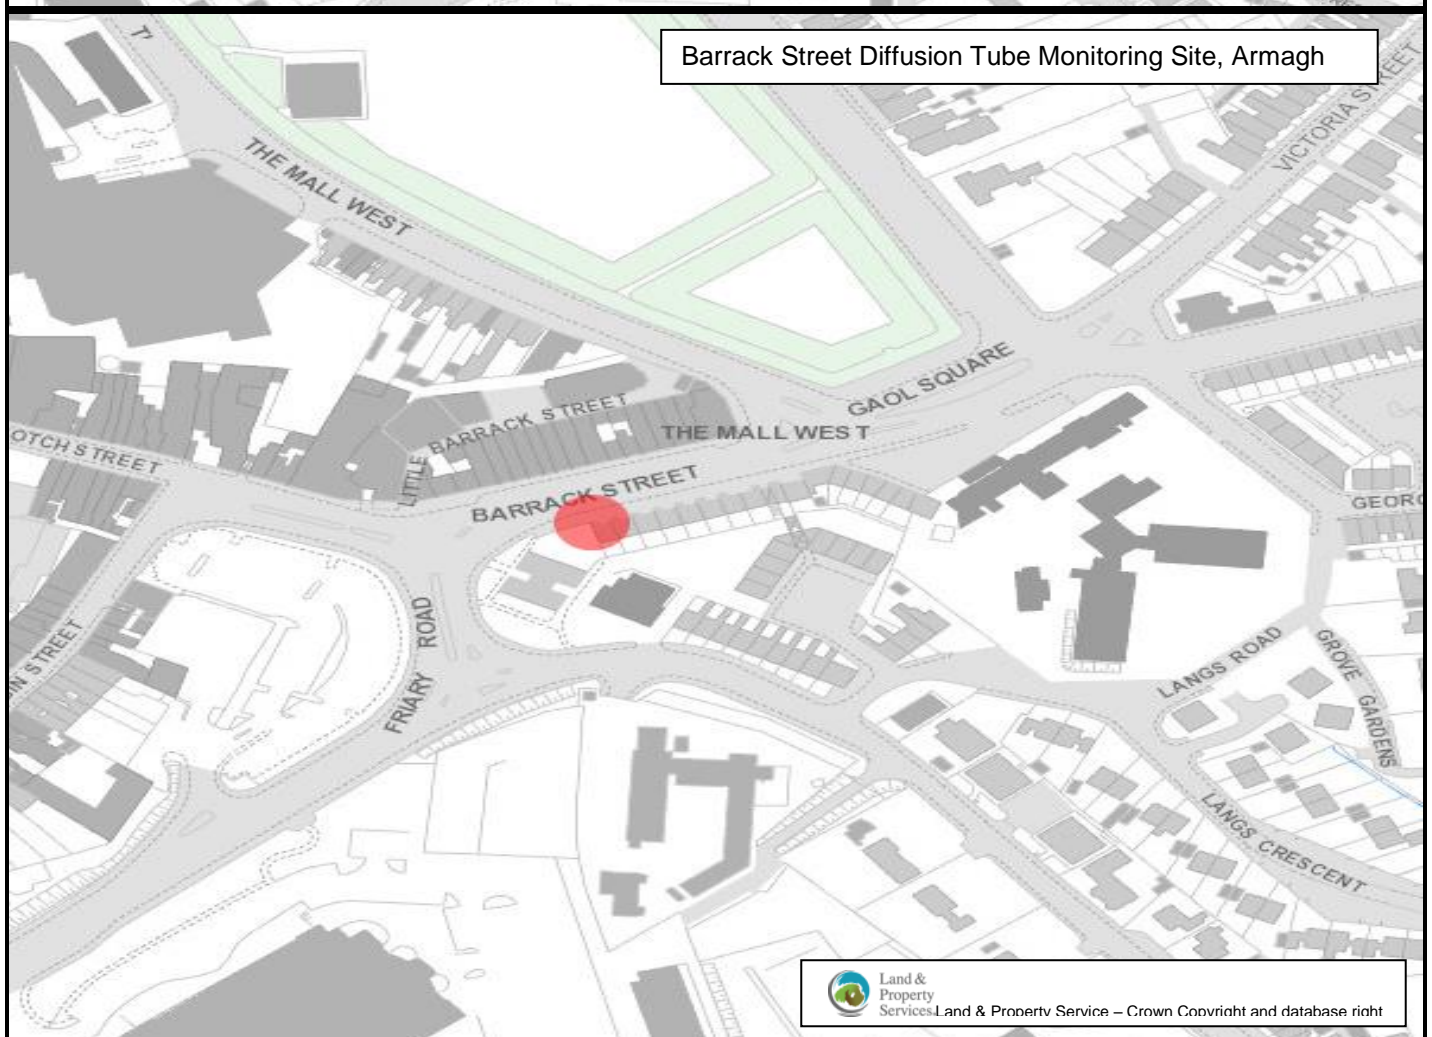 Barrack Street Diffusion Tube Monitoring Site, Armagh
VICTORIA STREET
THE MALL WEST
GAOL SQUARE
THE MALL WEST
LITTLE BARRACK STREET
OTCH STREET
BARRACK STREET
GEORG
FRIARY ROAD
IN STREET
LANGS ROAD
GROVE GARDENS
LANGS CRESCENT
Land &
Property
Services
Land & Property Service – Crown Copyright and database right